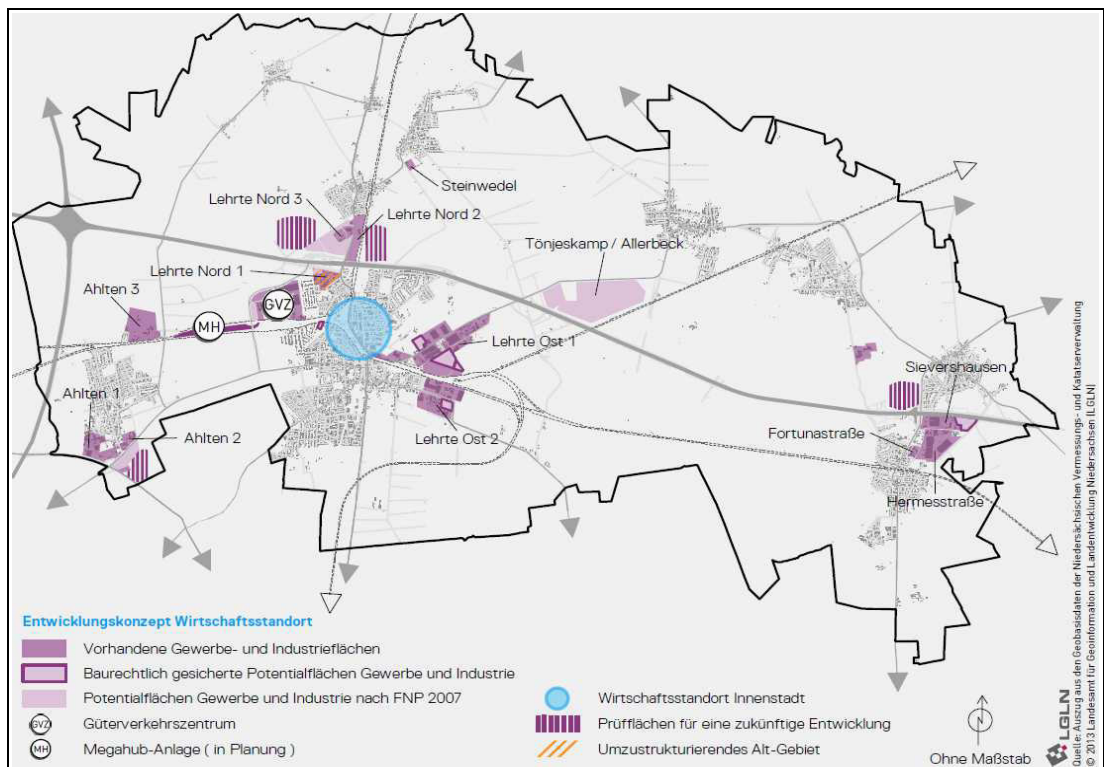 Steinwedel
Lehrte Nord 3
Lehrte Nord 2
Tönjeskamp / Allerbeck
Lehrte Nord 1
Ahlten 3
GVZ
MH
Lehrte Ost 1
Sievershausen
Ahlten 1
Ahlten 2
Lehrte Ost 2
Fortunastraße
Hermesstraße
Entwicklungskonzept Wirtschaftsstandort
Vorhandene Gewerbe- und Industrieflächen
Baurechtlich gesicherte Potentialflächen Gewerbe und Industrie
Potentialflächen Gewerbe und Industrie nach FNP 2007
GVZ Güterverkehrszentrum
MH Megahub-Anlage ( in Planung )
Wirtschaftsstandort Innenstadt
Prüfflächen für eine zukünftige Entwicklung
Umzustrukturierendes Alt-Gebiet
Ohne Maßstab
LGLN
Quelle: Auszug aus den Geobasisdaten der Niedersächsischen Vermessungs- und Katasterverwaltung
© 2013 Landesamt für Geoinformation und Landentwicklung Niedersachsen (LGLN)